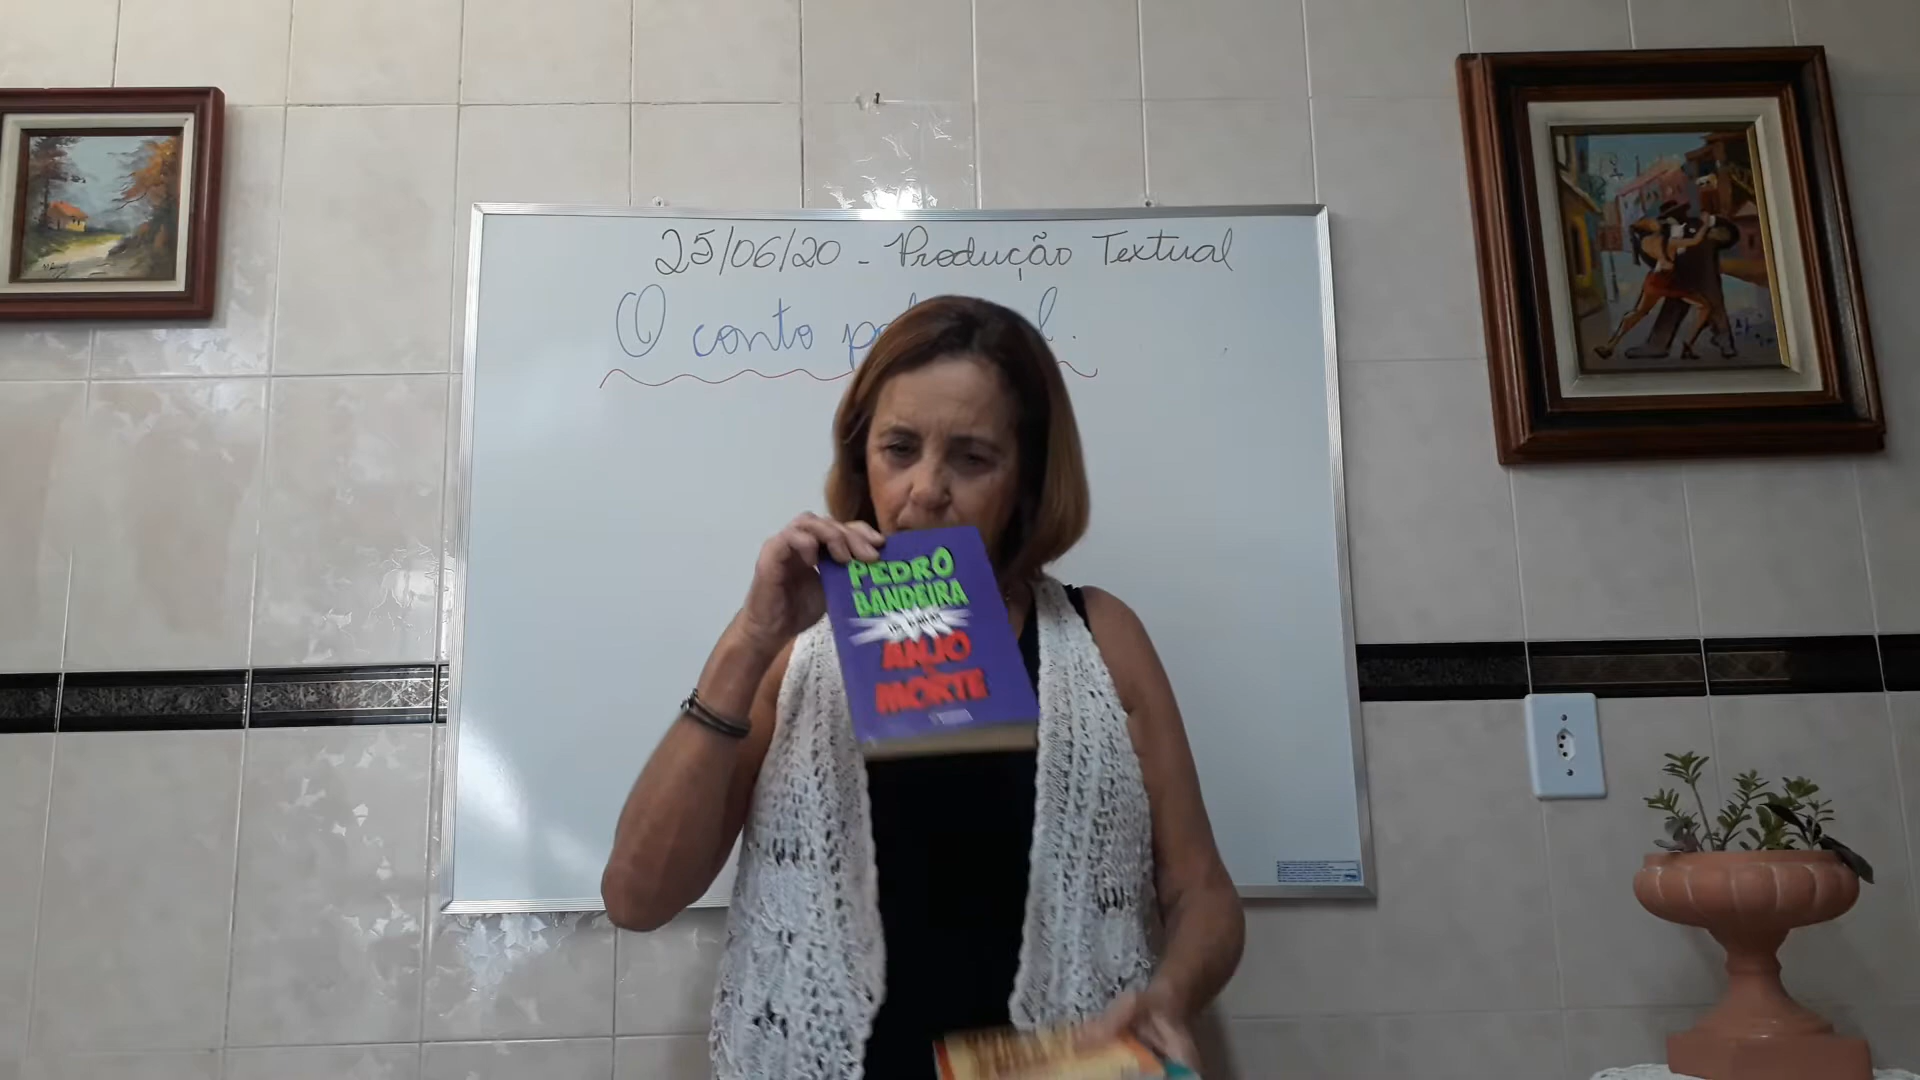 25/06/20 - Produção Textual
O conto
PEDRO
BANDEIRA
ANJO
MORTE